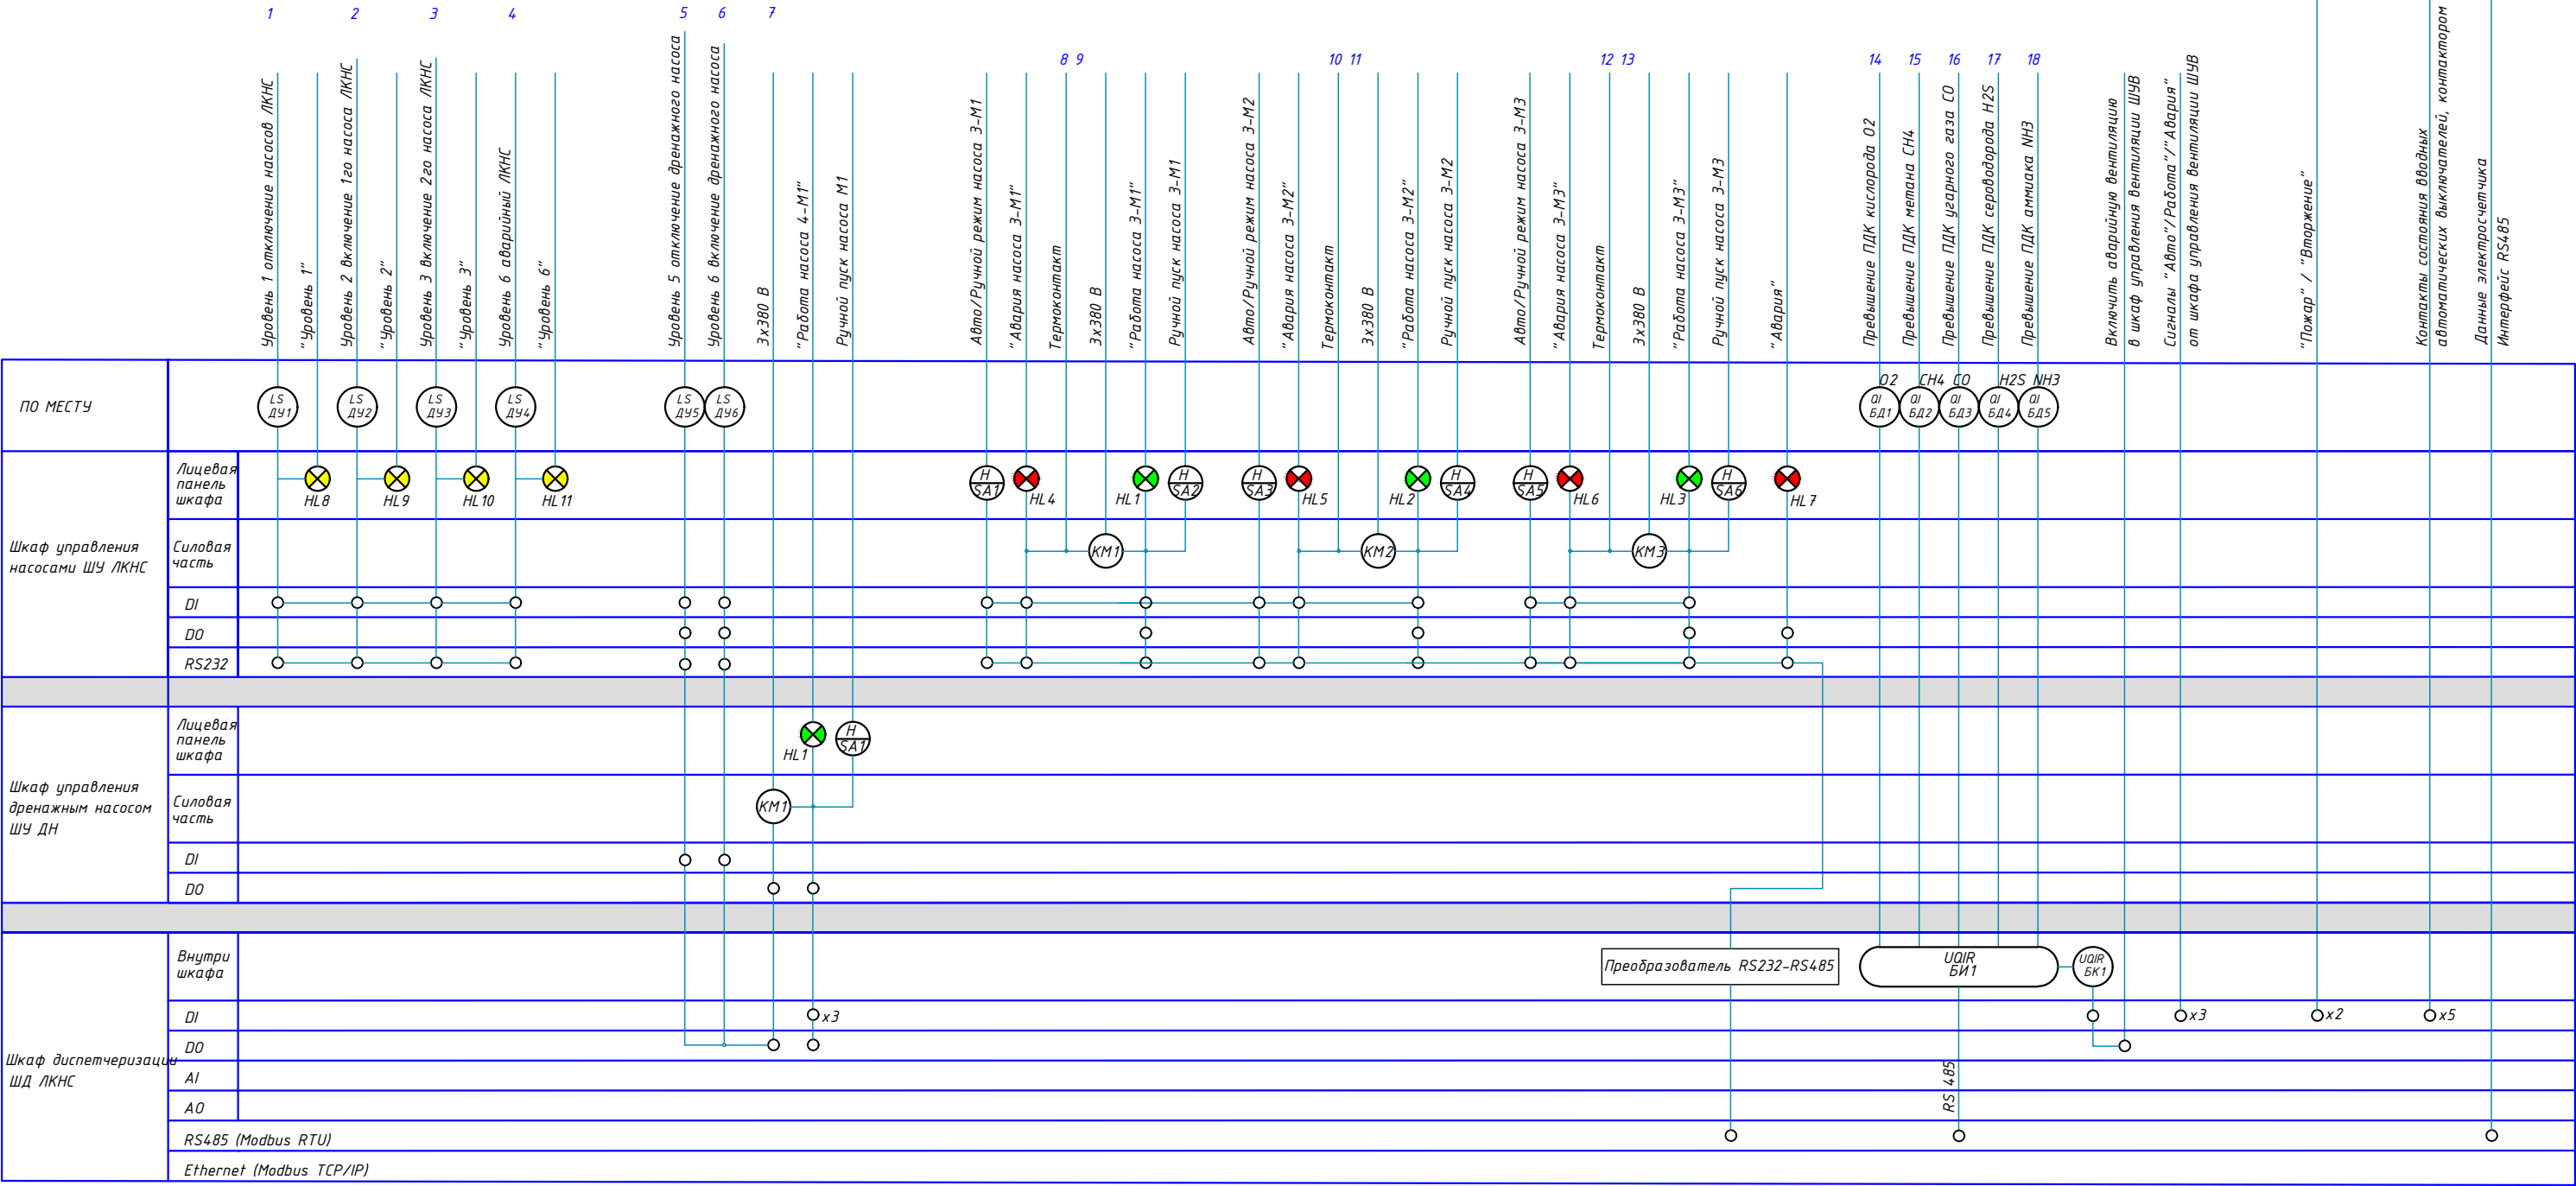 1 2 3 4 5 6 7
8 9 10 11 12 13 14 15 16 17 18
Уровень 1 отключение насосов ЛКНС
"Уровень 1"
Уровень 2 включение 1го насоса ЛКНС
"Уровень 2"
Уровень 3 включение 2го насоса ЛКНС
"Уровень 3"
Уровень 6 аварийный ЛКНС
"Уровень 6"
Уровень 5 отключение дренажного насоса
Уровень 6 включение дренажного насоса
3x380 В
"Работа насоса 4-М1"
Ручной пуск насоса М1
Авто/Ручной режим насоса 3-М1
"Авария насоса 3-М1"
Термоконтакт
3x380 В
"Работа насоса 3-М1"
Ручной пуск насоса 3-М1
Авто/Ручной режим насоса 3-М2
"Авария насоса 3-М2"
Термоконтакт
3x380 В
"Работа насоса 3-М2"
Ручной пуск насоса 3-М2
Авто/Ручной режим насоса 3-М3
"Авария насоса 3-М3"
Термоконтакт
3x380 В
"Работа насоса 3-М3"
Ручной пуск насоса 3-М3
"Авария"
Превышение ПДК кислорода О2
Превышение ПДК метана СН4
Превышение ПДК угарного газа СО
Превышение ПДК сероводорода H2S
Превышение ПДК аммиака NH3
Включить аварийную вентиляцию
в шкаф управления вентиляции ШУВ
Сигналы "Авто"/"Работа"/"Авария"
от шкафа управления вентиляции ШУВ
"Пожар" / "Вторжение"
Контакты состояния вводных
автоматических выключателей, контактором
Данные электросчетчика
Интерфейс RS485
ПО МЕСТУ
LS ДУ1
LS ДУ2
LS ДУ3
LS ДУ4
LS ДУ5
LS ДУ6
O2 CH4 CO H2S NH3
QI БД1
QI БД2
QI БД3
QI БД4
QI БД5
Шкаф управления
насосами ШУ ЛКНС
Лицевая
панель
шкафа
HL8 HL9 HL10 HL11
H SA1
HL4
HL1
H SA2
H SA3
HL5
HL2
H SA4
H SA5
HL6
HL3
H SA6
HL7
Силовая
часть
KM1 KM2 KM3
DI
DO
RS232
Шкаф управления
дренажным насосом
ШУ ДН
Лицевая
панель
шкафа
HL1
H SA1
Силовая
часть
KM1
DI
DO
Шкаф диспетчеризации
ШД ЛКНС
Внутри
шкафа
Преобразователь RS232-RS485
UQIR
БИ1
UQIR
БК1
DI
x3 x3 x2 x5
DO
AI
RS 485
AO
RS485 (Modbus RTU)
Ethernet (Modbus TCP/IP)